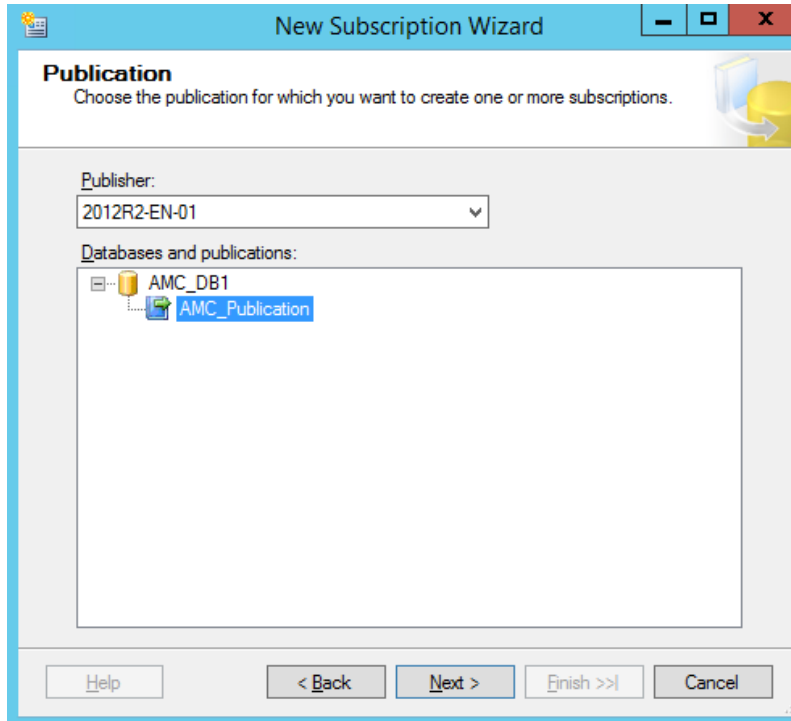 New Subscription Wizard
Publication
Choose the publication for which you want to create one or more subscriptions.
Publisher:
2012R2-EN-01
Databases and publications:
AMC_DB1
AMC_Publication
Help
< Back
Next >
Finish >>|
Cancel